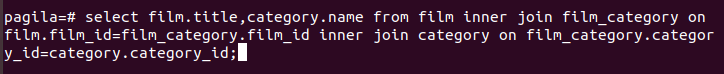 pagila=# select film.title,category.name from film inner join film_category on
film.film_id=film_category.film_id inner join category on film_category.categor
y_id=category.category_id;